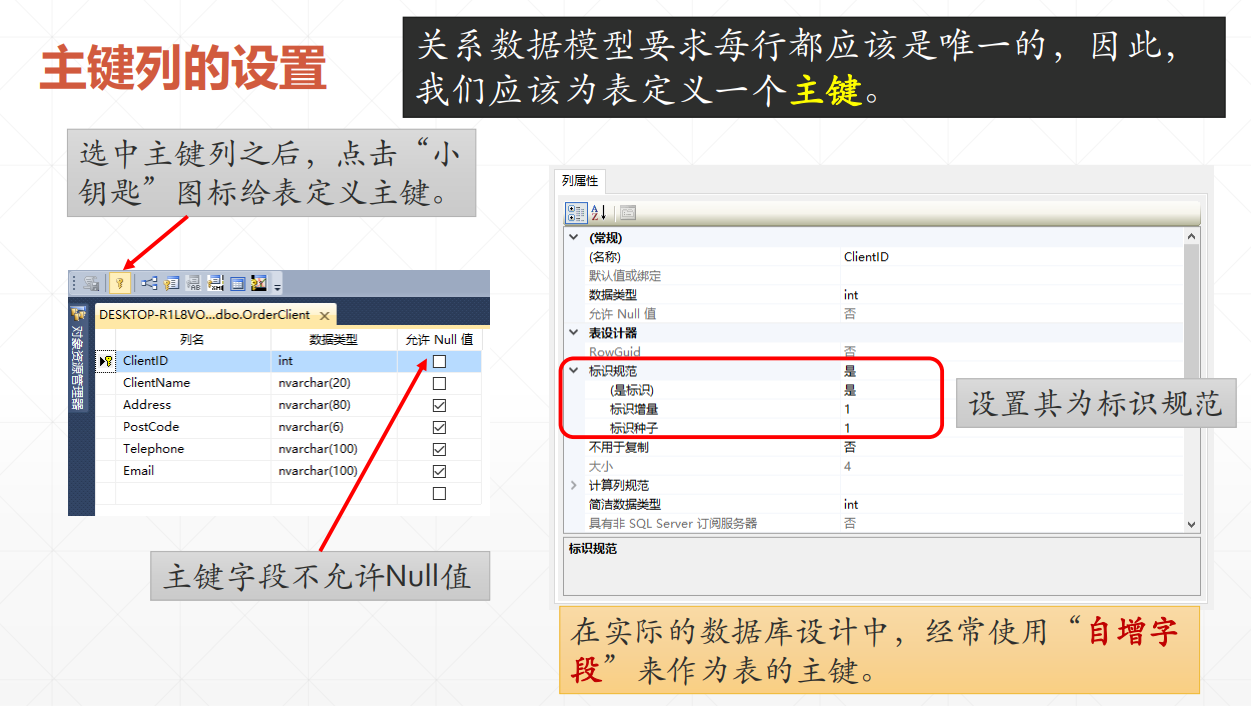 主键列的设置
关系数据模型要求每行都应该是唯一的，因此，
我们应该为表定义一个主键。
选中主键列之后，点击“小
钥匙”图标给表定义主键。
DESKTOP-R1L8VO...dbo.OrderClient
对象资源管理器
列名 数据类型 允许 Null 值
ClientID int
ClientName nvarchar(20)
Address nvarchar(80)
PostCode nvarchar(6)
Telephone nvarchar(100)
Email nvarchar(100)
主键字段不允许Null值
列属性
(常规)
(名称) ClientID
默认值或绑定
数据类型 int
允许 Null 值 否
表设计器
RowGuid 否
标识规范 是
(是标识) 是
标识增量 1
标识种子 1
不用于复制 否
大小 4
计算列规范
简洁数据类型 int
具有非 SQL Server 订阅服务器 否
标识规范
设置其为标识规范
在实际的数据库设计中，经常使用“自增字
段”来作为表的主键。